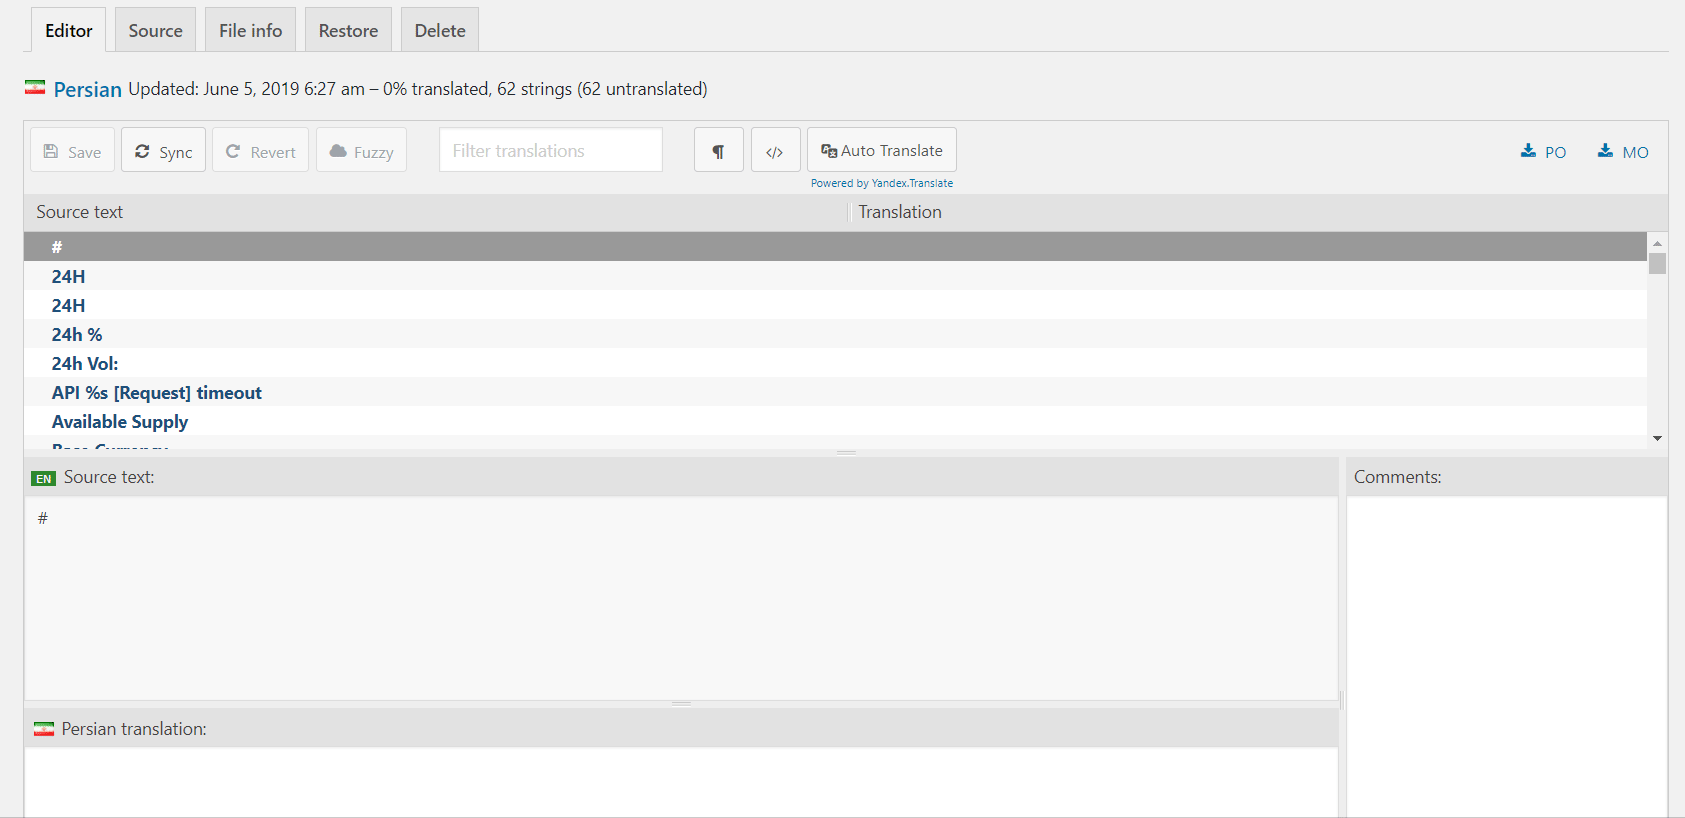 Editor Source File info Restore Delete
Persian Updated: June 5, 2019 6:27 am – 0% translated, 62 strings (62 untranslated)
Save Sync Revert Fuzzy Filter translations ¶ </> Auto Translate PO MO
Powered by Yandex.Translate
Source text Translation
#
24H
24H
24h %
24h Vol:
API %s [Request] timeout
Available Supply
Base Currency
EN Source text: Comments:
#
Persian translation: